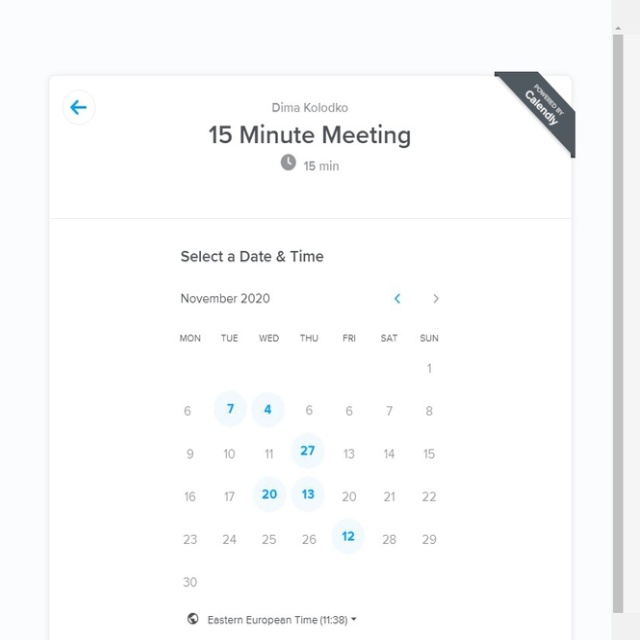 POWERED BY
Calendly
Dima Kolodko
15 Minute Meeting
15 min
Select a Date & Time
November 2020
MON TUE WED THU FRI SAT SUN
1
6 7 4 6 6 7 8
9 10 11 27 13 14 15
16 17 20 13 20 21 22
23 24 25 26 12 28 29
30
Eastern European Time (11:38)